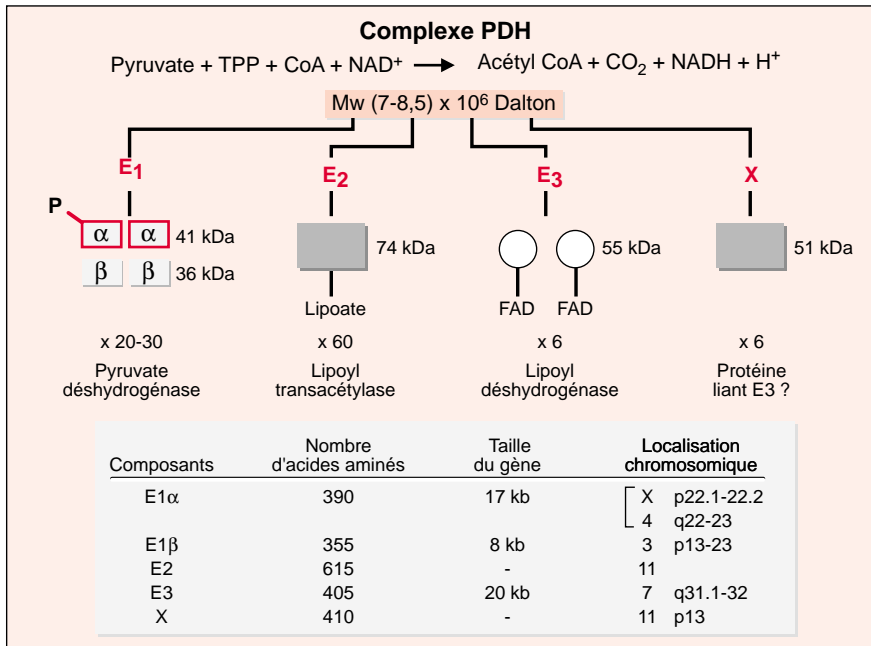 Complexe PDH
Pyruvate + TPP + CoA + NAD⁺ ⟶ Acétyl CoA + CO₂ + NADH + H⁺
Mw (7-8,5) x 10⁶ Dalton
E₁ E₂ E₃ X
P
α α 41 kDa
β β 36 kDa
74 kDa
55 kDa
51 kDa
Lipoate FAD FAD
x 20-30 x 60 x 6 x 6
Pyruvate Lipoyl Lipoyl Protéine
déshydrogénase transacétylase déshydrogénase liant E3 ?
Nombre Taille Localisation
Composants d'acides aminés du gène chromosomique
E1α 390 17 kb X p22.1-22.2
4 q22-23
E1β 355 8 kb 3 p13-23
E2 615 - 11
E3 405 20 kb 7 q31.1-32
X 410 - 11 p13